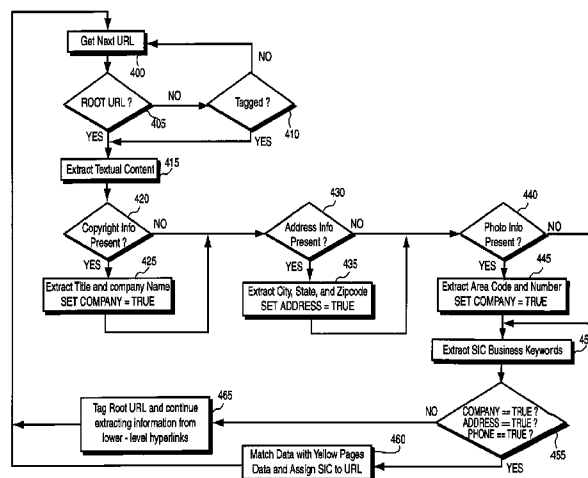 Get Next URL
400
NO
ROOT URL ?
405
NO
Tagged ?
410
YES
YES
Extract Textual Content
415
420
Copyright Info
Present ?
NO
YES
425
Extract Title and company Name
SET COMPANY = TRUE
430
Address Info
Present ?
NO
YES
435
Extract City, State, and Zipcode
SET ADDRESS = TRUE
440
Photo Info
Present ?
NO
YES
445
Extract Area Code and Number
SET COMPANY = TRUE
Extract SIC Business Keywords
COMPANY == TRUE ?
ADDRESS == TRUE ?
PHONE == TRUE ?
455
NO
YES
465
Tag Root URL and continue
extracting information from
lower - level hyperlinks
460
Match Data with Yellow Pages
Data and Assign SIC to URL